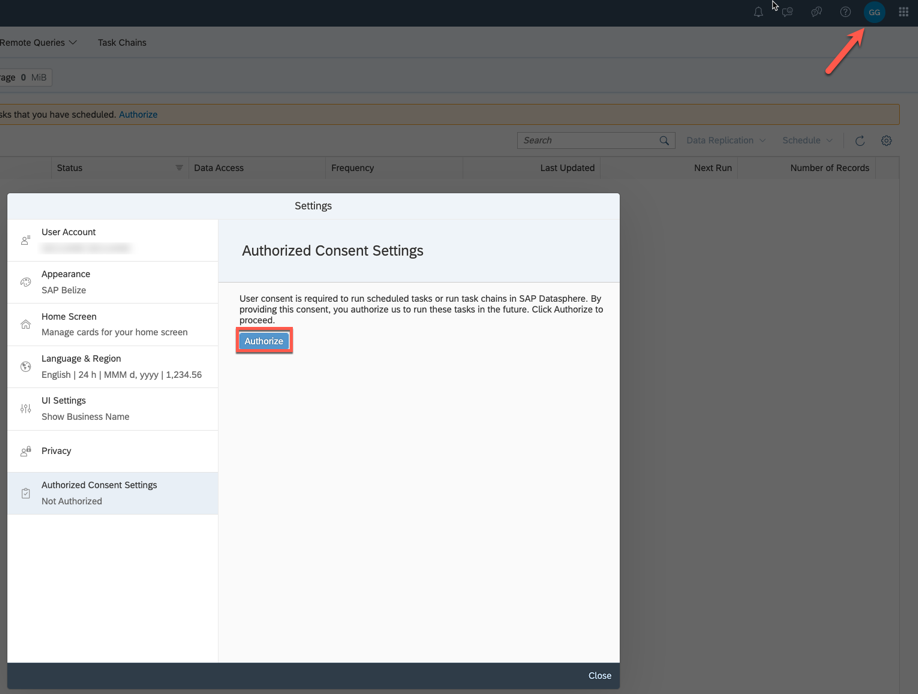 GG
Remote Queries
Task Chains
rage 0 MiB
sks that you have scheduled. Authorize
Search
Data Replication
Schedule
Status
Data Access
Frequency
Last Updated
Next Run
Number of Records
Settings
User Account
Appearance
SAP Belize
Home Screen
Manage cards for your home screen
Language & Region
English | 24 h | MMM d, yyyy | 1,234.56
UI Settings
Show Business Name
Privacy
Authorized Consent Settings
Not Authorized
Authorized Consent Settings
User consent is required to run scheduled tasks or run task chains in SAP Datasphere. By
providing this consent, you authorize us to run these tasks in the future. Click Authorize to
proceed.
Authorize
Close